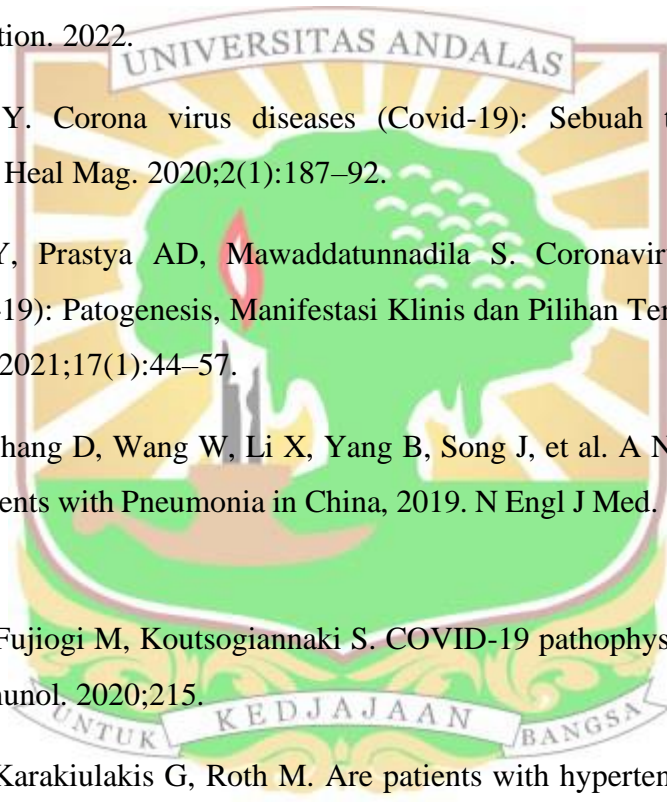 tion. 2022.
UNIVERSITAS ANDALAS
Y. Corona virus diseases (Covid-19): Sebuah t
Heal Mag. 2020;2(1):187–92.
Y, Prastya AD, Mawaddatunnadila S. Coronavir
-19): Patogenesis, Manifestasi Klinis dan Pilihan Ter
2021;17(1):44–57.
hang D, Wang W, Li X, Yang B, Song J, et al. A N
ents with Pneumonia in China, 2019. N Engl J Med.
Fujiogi M, Koutsogiannaki S. COVID-19 pathophys
unol. 2020;215.
UNTUK KEDJAJAAN BANGSA
Karakiulakis G, Roth M. Are patients with hyperten